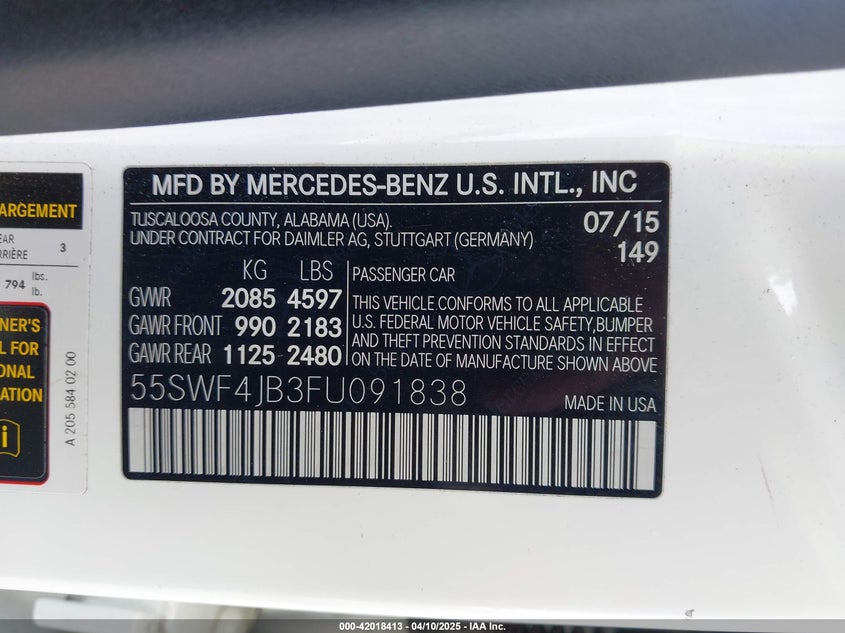 ARGEMENT
EAR
RIÈRE 3
794 lbs.
lb.
NER'S
L FOR
ONAL
ATION
i
A 205 584 02 00
MFD BY MERCEDES-BENZ U.S. INTL., INC
TUSCALOOSA COUNTY, ALABAMA (USA).
UNDER CONTRACT FOR DAIMLER AG, STUTTGART (GERMANY)
07/15
149
KG LBS
GVWR 2085 4597
GAWR FRONT 990 2183
GAWR REAR 1125 2480
PASSENGER CAR
THIS VEHICLE CONFORMS TO ALL APPLICABLE
U.S. FEDERAL MOTOR VEHICLE SAFETY,BUMPER
AND THEFT PREVENTION STANDARDS IN EFFECT
ON THE DATE OF MANUFACTURE SHOWN ABOVE
55SWF4JB3FU091838
MADE IN USA
000-42018413 - 04/10/2025 - IAA Inc.